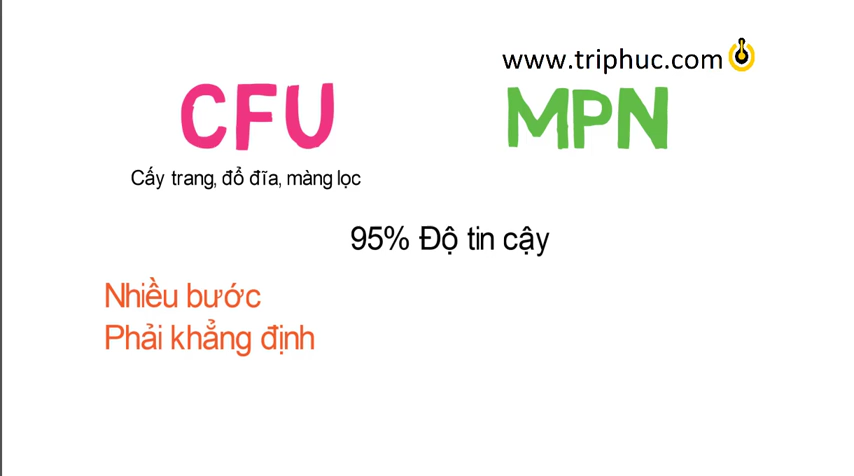 www.triphuc.com
CFU
MPN
Cấy trang, đổ đĩa, màng lọc
95% Độ tin cậy
Nhiều bước
Phải khẳng định